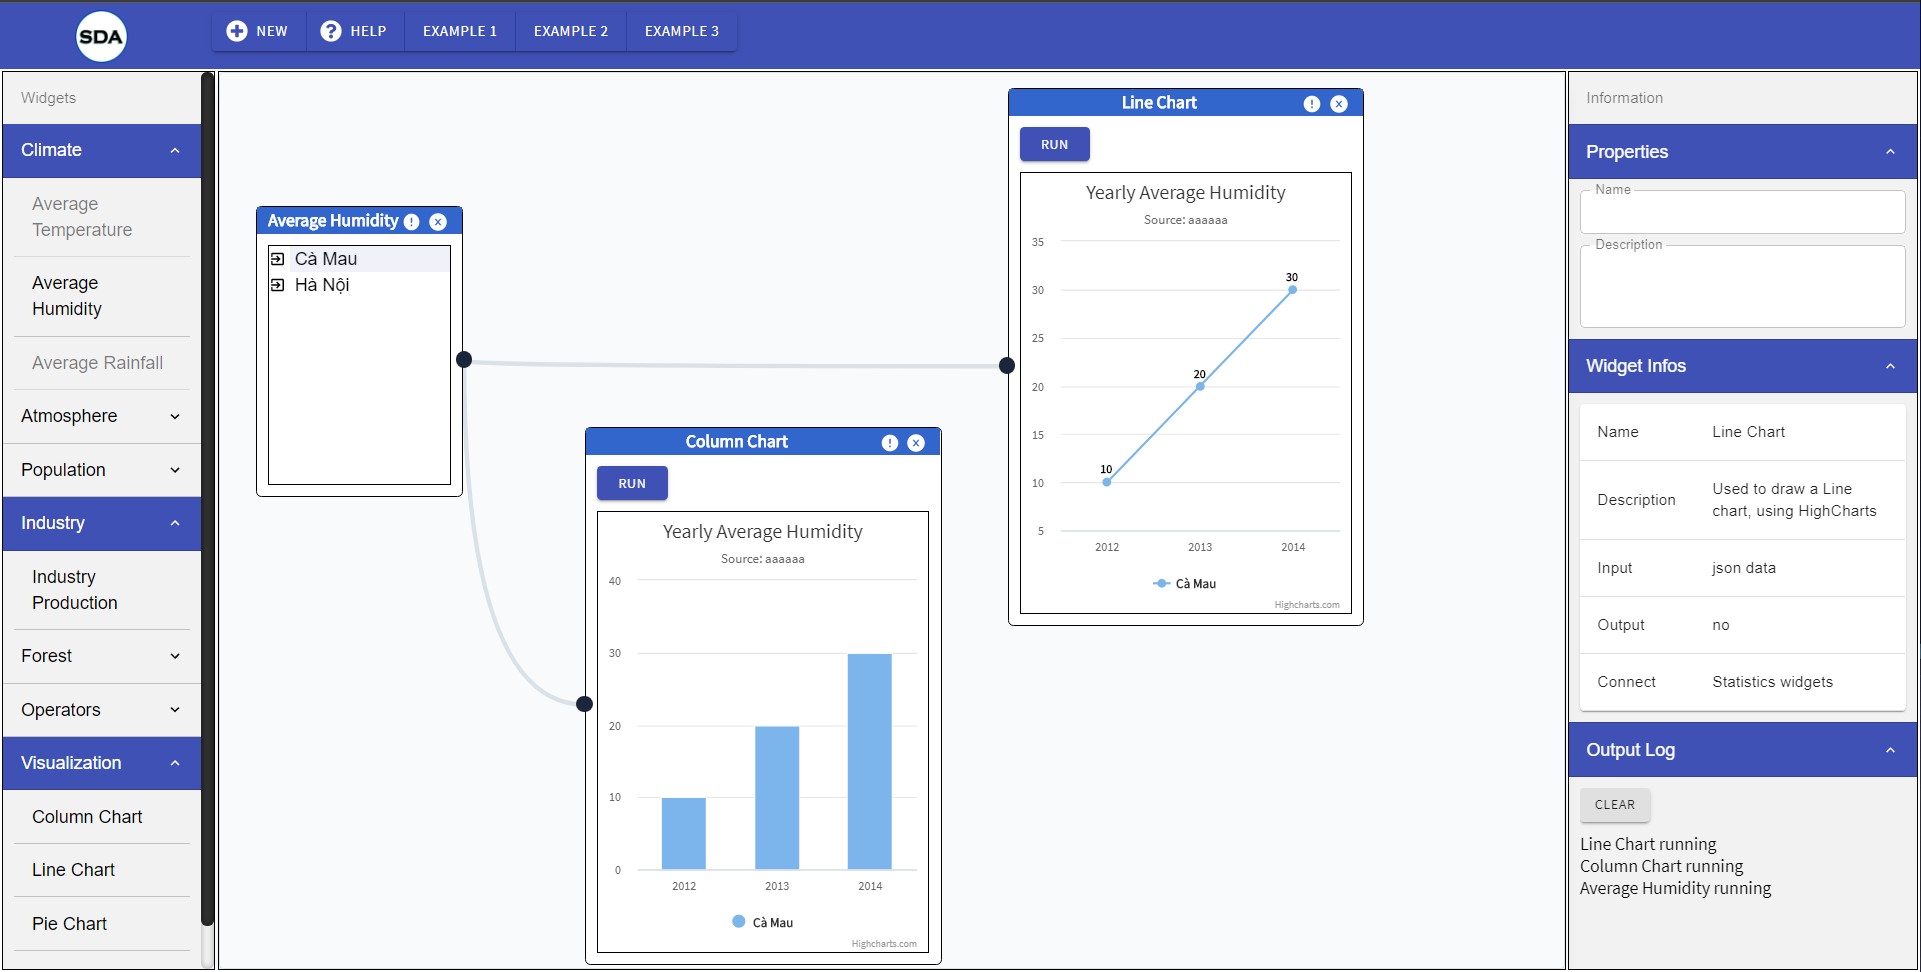 SDA
NEW
HELP
EXAMPLE 1
EXAMPLE 2
EXAMPLE 3
Widgets
Climate
Average
Temperature
Average
Humidity
Average Rainfall
Atmosphere
Population
Industry
Industry
Production
Forest
Operators
Visualization
Column Chart
Line Chart
Pie Chart
Average Humidity
Cà Mau
Hà Nội
Column Chart
RUN
Yearly Average Humidity
Source: aaaaaa
40
30
20
10
0
2012
2013
2014
Cà Mau
Highcharts.com
Line Chart
RUN
Yearly Average Humidity
Source: aaaaaa
35
30
25
20
15
10
5
30
20
10
2012
2013
2014
Cà Mau
Highcharts.com
Information
Properties
Name
Description
Widget Infos
Name Line Chart
Description Used to draw a Line
chart, using HighCharts
Input json data
Output no
Connect Statistics widgets
Output Log
CLEAR
Line Chart running
Column Chart running
Average Humidity running